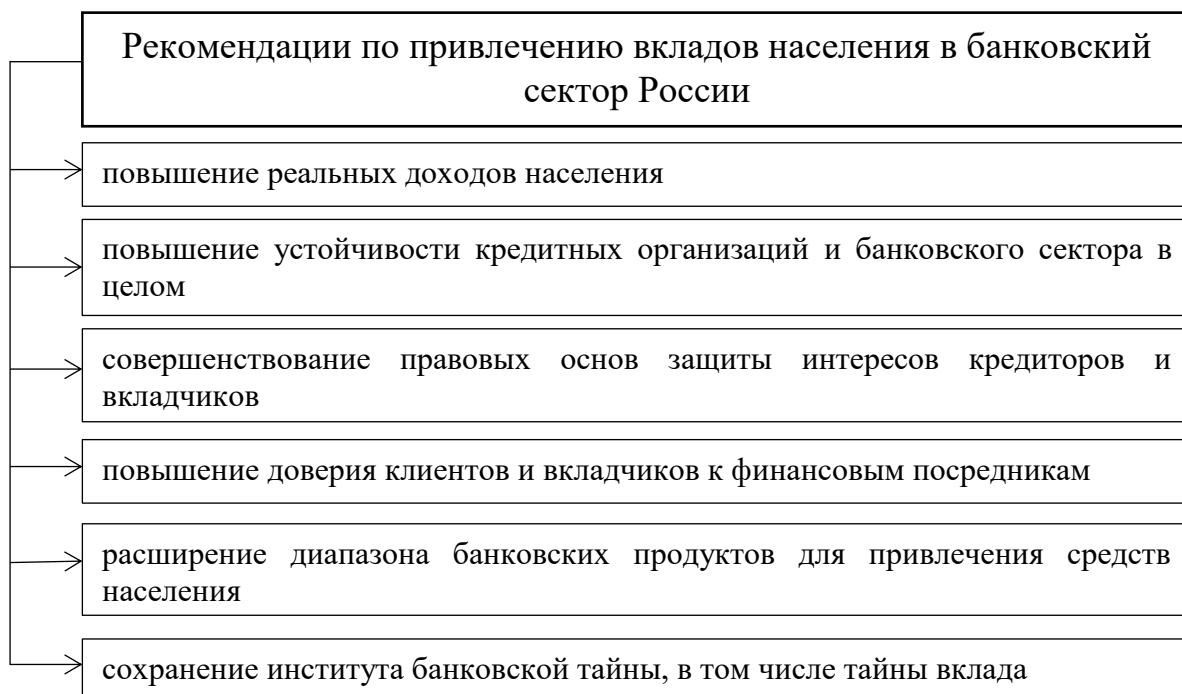 Рекомендации по привлечению вкладов населения в банковский
сектор России
повышение реальных доходов населения
повышение устойчивости кредитных организаций и банковского сектора в
целом
совершенствование правовых основ защиты интересов кредиторов и
вкладчиков
повышение доверия клиентов и вкладчиков к финансовым посредникам
расширение диапазона банковских продуктов для привлечения средств
населения
сохранение института банковской тайны, в том числе тайны вклада